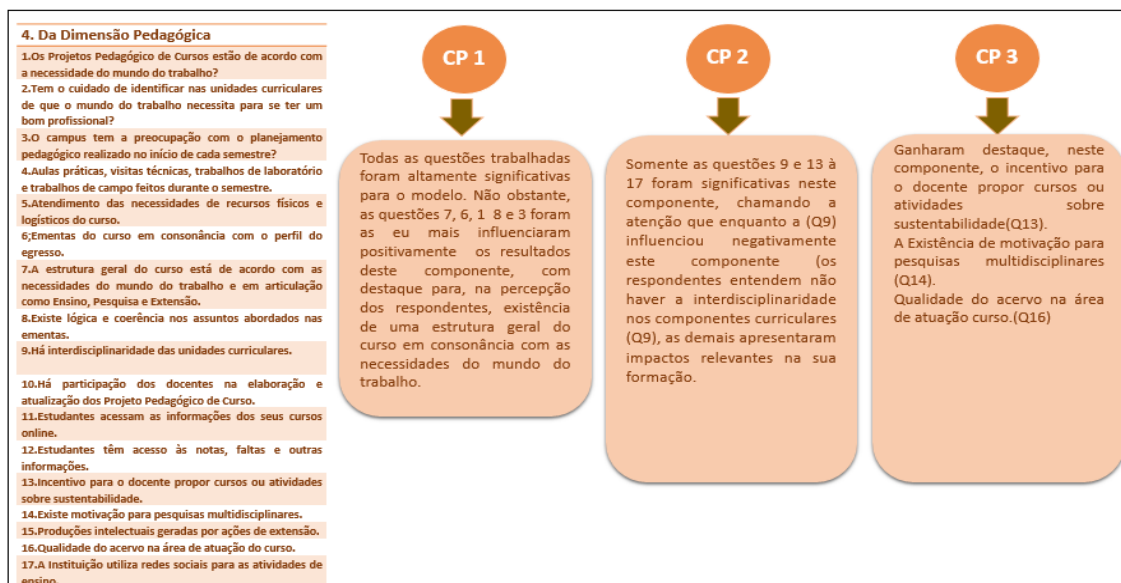 4. Da Dimensão Pedagógica
1.Os Projetos Pedagógico de Cursos estão de acordo com
a necessidade do mundo do trabalho?
2.Tem o cuidado de identificar nas unidades curriculares
de que o mundo do trabalho necessita para se ter um
bom profissional?
3.O campus tem a preocupação com o planejamento
pedagógico realizado no início de cada semestre?
4.Aulas práticas, visitas técnicas, trabalhos de laboratório
e trabalhos de campo feitos durante o semestre.
5.Atendimento das necessidades de recursos físicos e
logísticos do curso.
6;Ementas do curso em consonância com o perfil do
egresso.
7.A estrutura geral do curso está de acordo com as
necessidades do mundo do trabalho e em articulação
como Ensino, Pesquisa e Extensão.
8.Existe lógica e coerência nos assuntos abordados nas
ementas.
9.Há interdisciplinaridade das unidades curriculares.
10.Há participação dos docentes na elaboração e
atualização dos Projeto Pedagógico de Curso.
11.Estudantes acessam as informações dos seus cursos
online.
12.Estudantes têm acesso às notas, faltas e outras
informações.
13.Incentivo para o docente propor cursos ou atividades
sobre sustentabilidade.
14.Existe motivação para pesquisas multidisciplinares.
15.Produções intelectuais geradas por ações de extensão.
16.Qualidade do acervo na área de atuação do curso.
17.A Instituição utiliza redes sociais para as atividades de
ensino.
CP 1
Todas as questões trabalhadas
foram altamente significativas
para o modelo. Não obstante,
as questões 7, 6, 1 8 e 3 foram
as eu mais influenciaram
positivamente os resultados
deste componente, com
destaque para, na percepção
dos respondentes, existência
de uma estrutura geral do
curso em consonância com as
necessidades do mundo do
trabalho.
CP 2
Somente as questões 9 e 13 à
17 foram significativas neste
componente, chamando a
atenção que enquanto a (Q9)
influenciou negativamente
este componente (os
respondentes entendem não
haver a interdisciplinaridade
nos componentes curriculares
(Q9), as demais apresentaram
impactos relevantes na sua
formação.
CP 3
Ganharam destaque, neste
componente, o incentivo para
o docente propor cursos ou
atividades sobre
sustentabilidade(Q13).
A Existência de motivação para
pesquisas multidisciplinares
(Q14).
Qualidade do acervo na área
de atuação curso.(Q16)